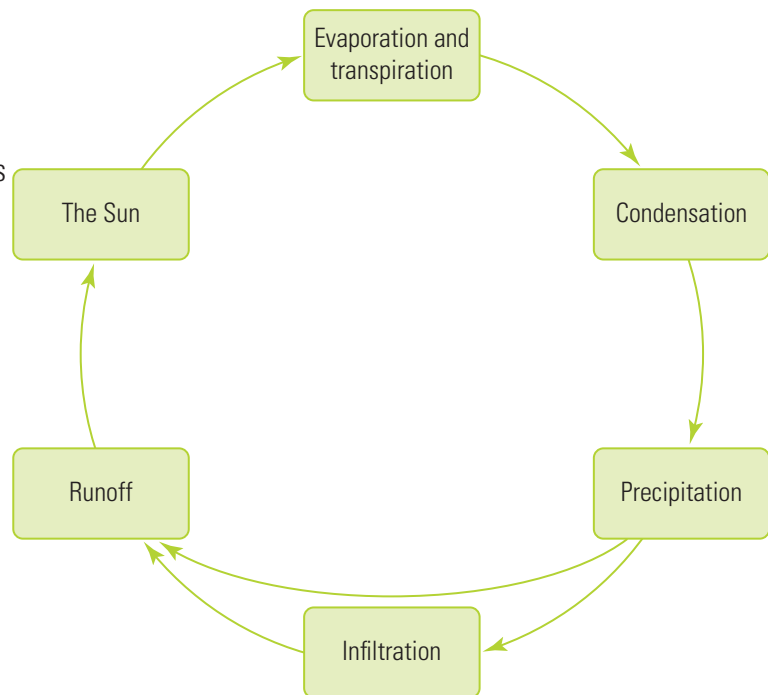 Evaporation and
transpiration
s
The Sun
Condensation
Runoff
Precipitation
Infiltration